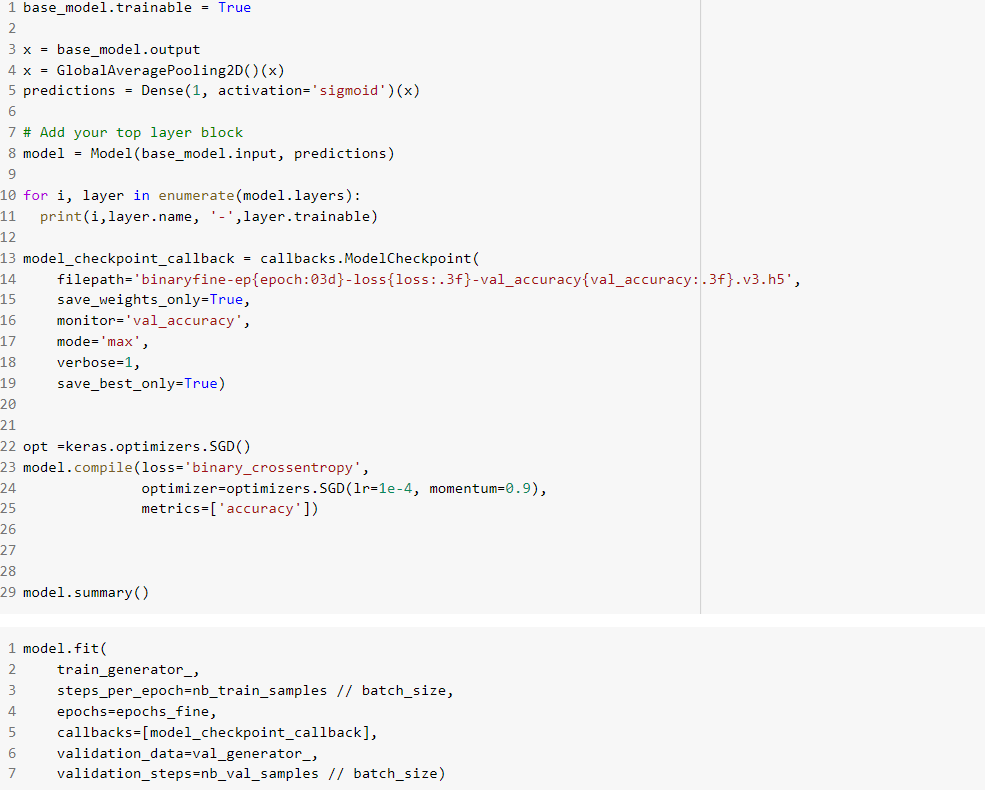 1 base_model.trainable = True
2
3 x = base_model.output
4 x = GlobalAveragePooling2D()(x)
5 predictions = Dense(1, activation='sigmoid')(x)
6
7 # Add your top layer block
8 model = Model(base_model.input, predictions)
9
10 for i, layer in enumerate(model.layers):
11   print(i,layer.name, '-',layer.trainable)
12
13 model_checkpoint_callback = callbacks.ModelCheckpoint(
14     filepath='binaryfine-ep{epoch:03d}-loss{loss:.3f}-val_accuracy{val_accuracy:.3f}.v3.h5',
15     save_weights_only=True,
16     monitor='val_accuracy',
17     mode='max',
18     verbose=1,
19     save_best_only=True)
20
21
22 opt =keras.optimizers.SGD()
23 model.compile(loss='binary_crossentropy',
24               optimizer=optimizers.SGD(lr=1e-4, momentum=0.9),
25               metrics=['accuracy'])
26
27
28
29 model.summary()
1 model.fit(
2     train_generator_,
3     steps_per_epoch=nb_train_samples // batch_size,
4     epochs=epochs_fine,
5     callbacks=[model_checkpoint_callback],
6     validation_data=val_generator_,
7     validation_steps=nb_val_samples // batch_size)